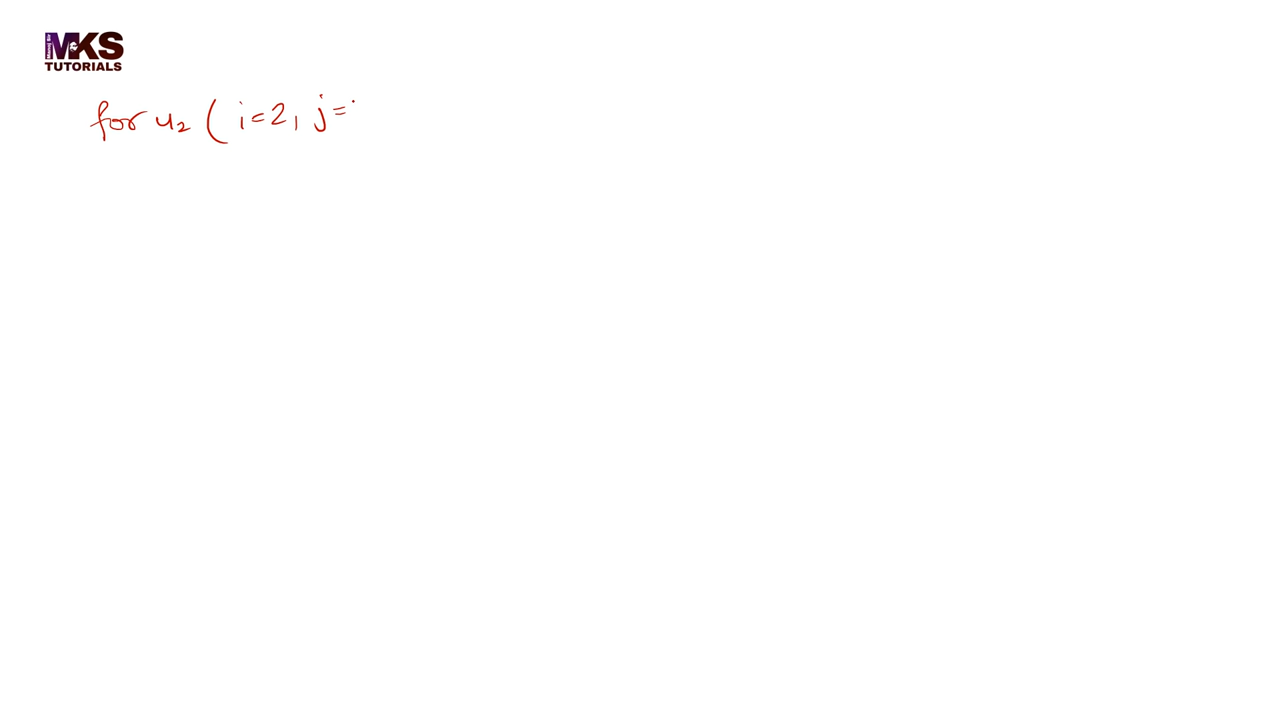 MKS
TUTORIALS
for u₂ ( i=2, j=